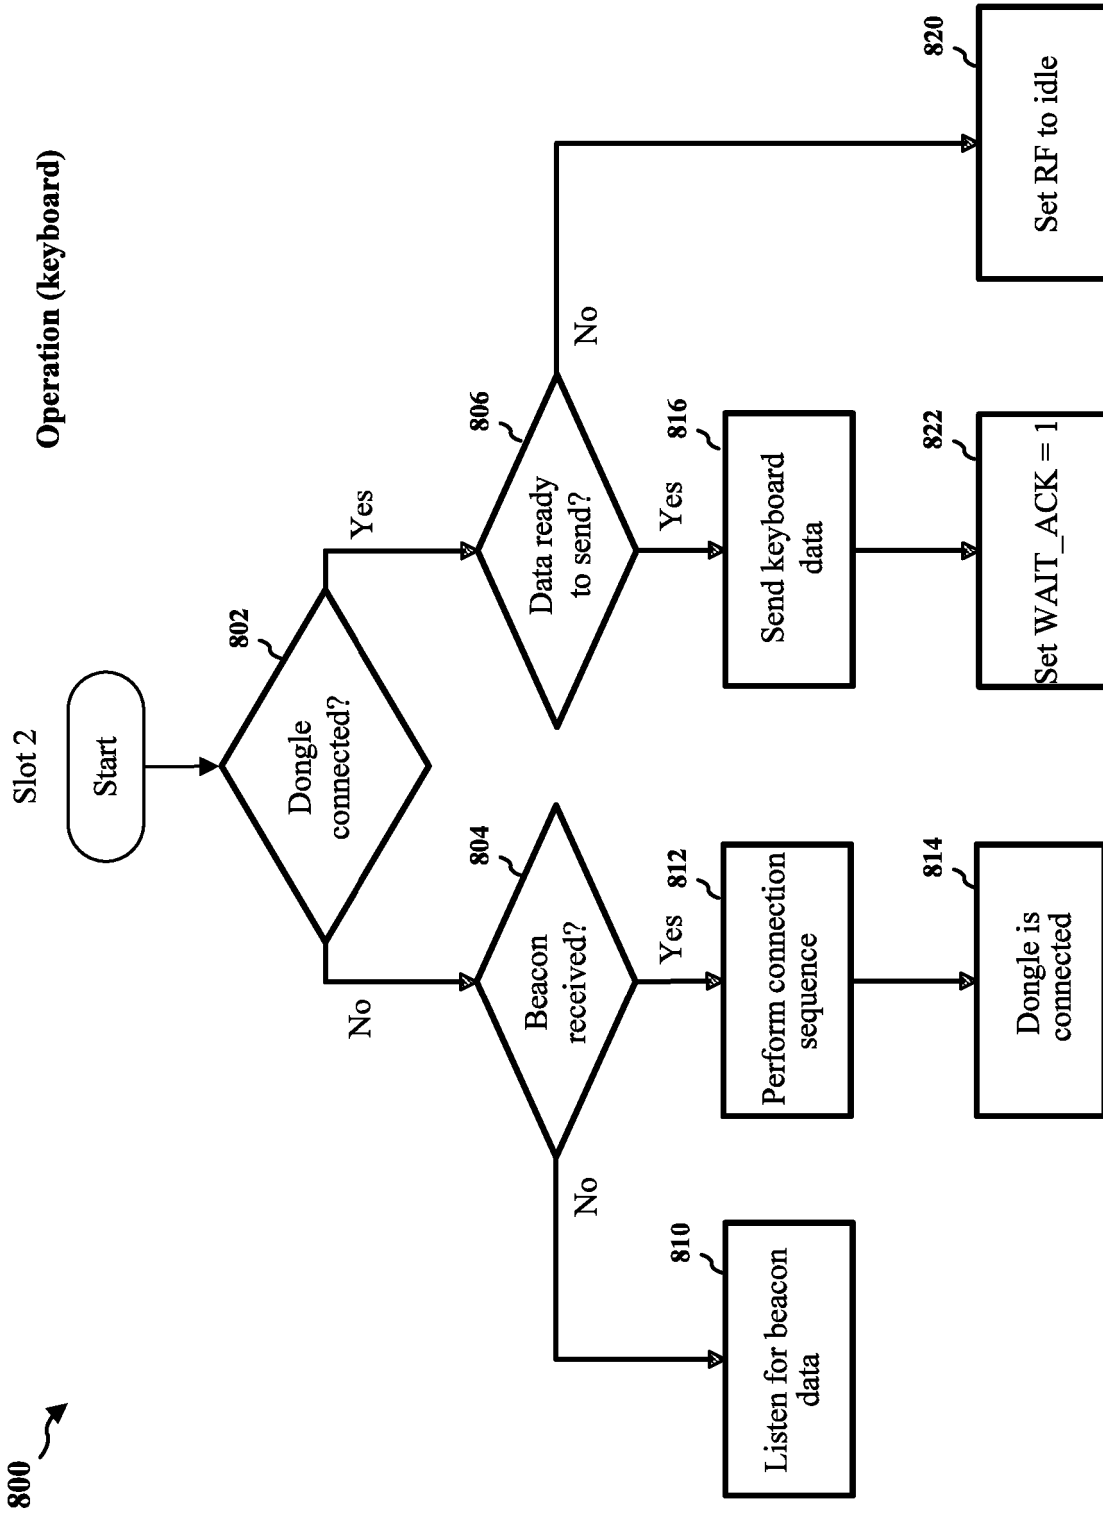 800
Operation (keyboard)
Slot 2
Start
802
Dongle
connected?
No
Yes
804
Beacon
received?
806
Data ready
to send?
No
Yes
Yes
No
810
Listen for beacon
data
812
Perform connection
sequence
816
Send keyboard
data
814
Dongle is
connected
822
Set WAIT_ACK = 1
820
Set RF to idle